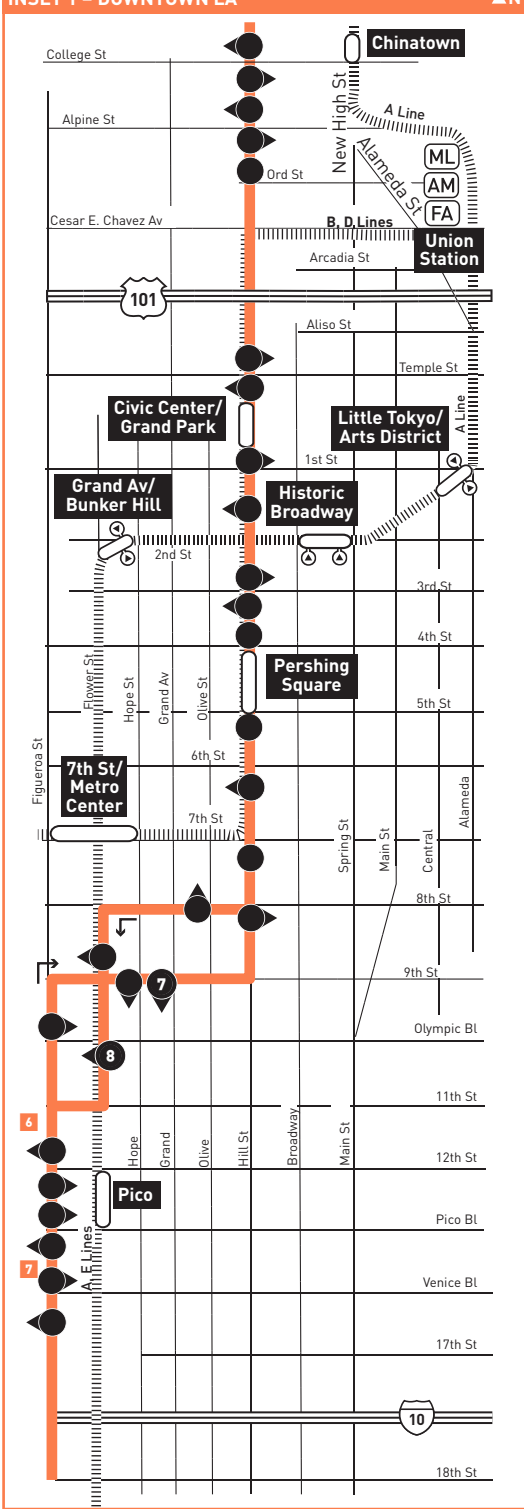 INSET 1 – DOWNTOWN LA
▲N
College St
Chinatown
New High St
A Line
Alpine St
Alameda St
ML
AM
FA
Ord St
Cesar E. Chavez Av
B, D Lines
Union
Station
Arcadia St
101
Aliso St
Temple St
Civic Center/
Grand Park
Little Tokyo/
Arts District
A Line
1st St
Grand Av/
Bunker Hill
Historic
Broadway
2nd St
3rd St
4th St
Pershing
Square
Flower St
Hope St
Grand Av
Olive St
5th St
Figueroa St
6th St
7th St/
Metro
Center
7th St
Spring St
Main St
Central
Alameda
8th St
9th St
7
Olympic Bl
8
11th St
6
Hope
Grand
Olive
Hill St
Broadway
Main St
12th St
Pico
Pico Bl
A, E Lines
7
Venice Bl
17th St
10
18th St